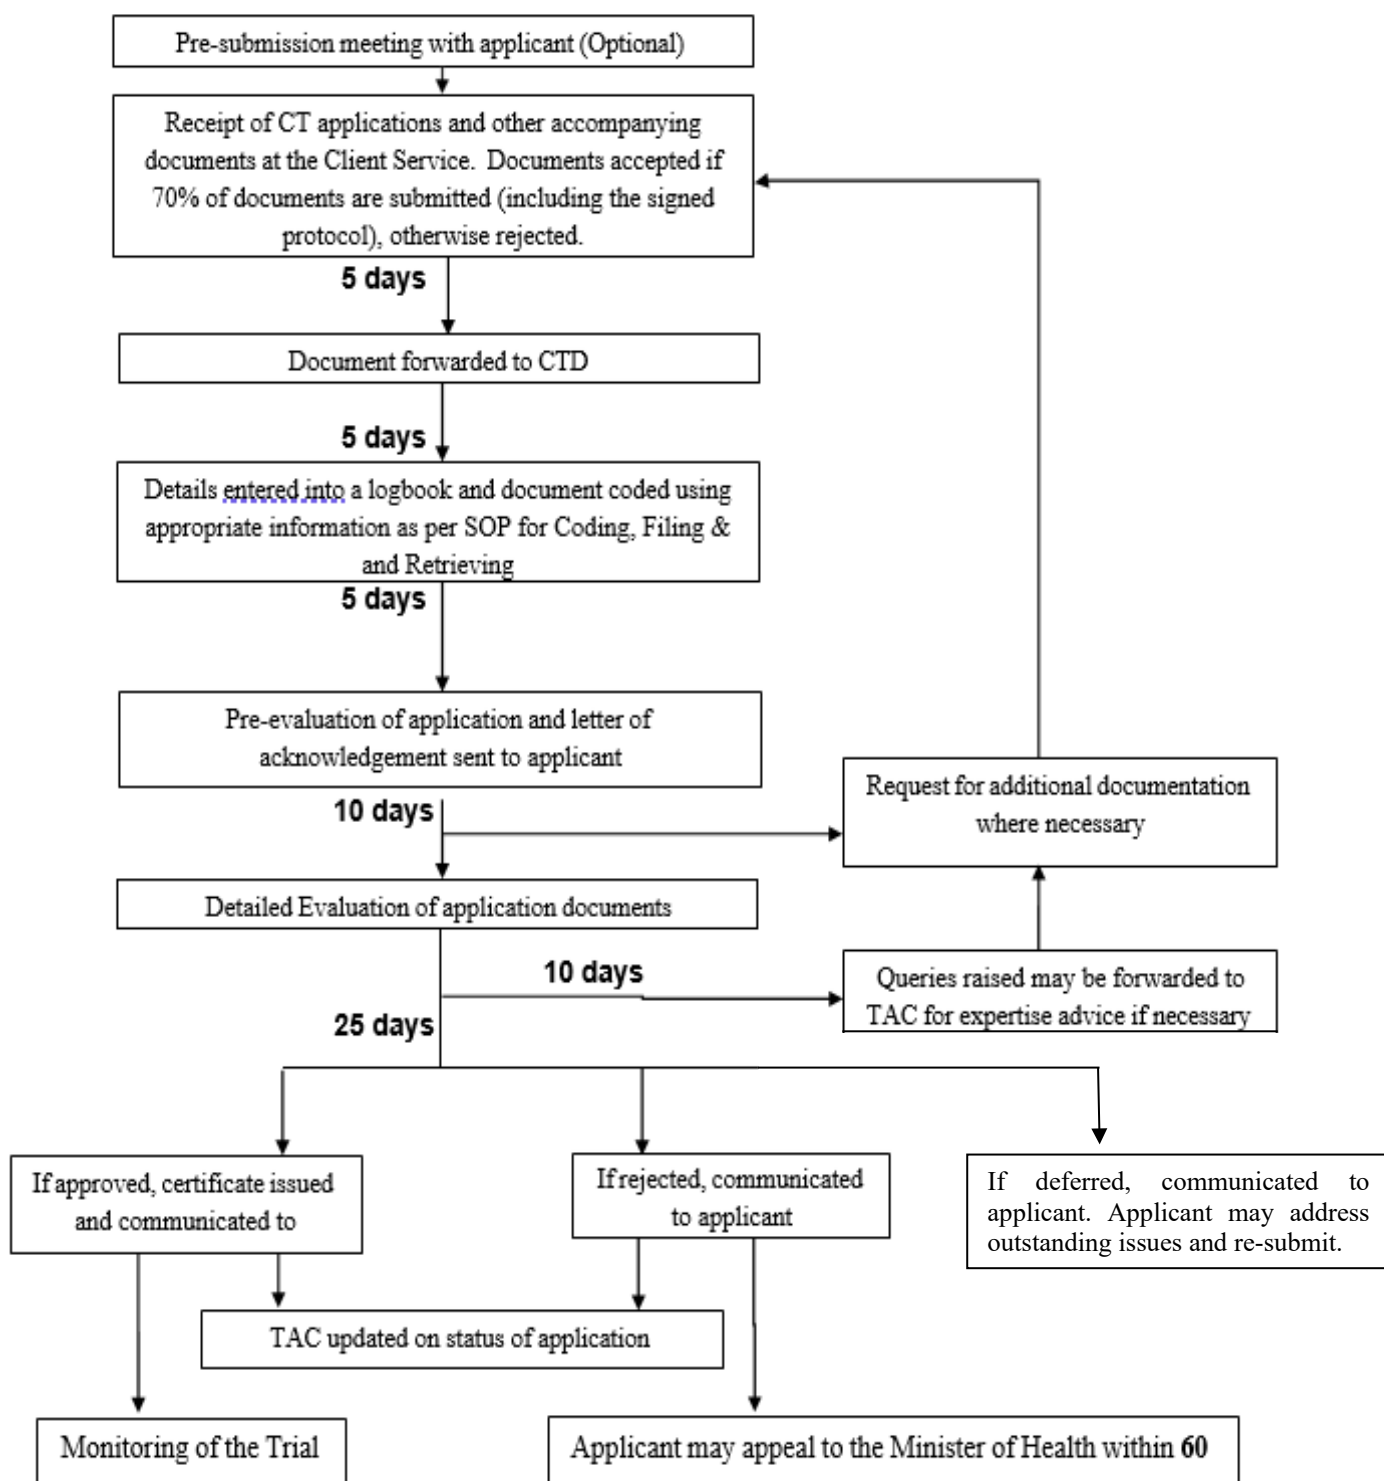 Pre-submission meeting with applicant (Optional)
Receipt of CT applications and other accompanying
documents at the Client Service. Documents accepted if
70% of documents are submitted (including the signed
protocol), otherwise rejected.
5 days
Document forwarded to CTD
5 days
Details entered into a logbook and document coded using
appropriate information as per SOP for Coding, Filing &
and Retrieving
5 days
Pre-evaluation of application and letter of
acknowledgement sent to applicant
Request for additional documentation
where necessary
10 days
Detailed Evaluation of application documents
10 days
Queries raised may be forwarded to
TAC for expertise advice if necessary
25 days
If approved, certificate issued
and communicated to
If rejected, communicated
to applicant
If deferred, communicated to
applicant. Applicant may address
outstanding issues and re-submit.
TAC updated on status of application
Monitoring of the Trial
Applicant may appeal to the Minister of Health within 60